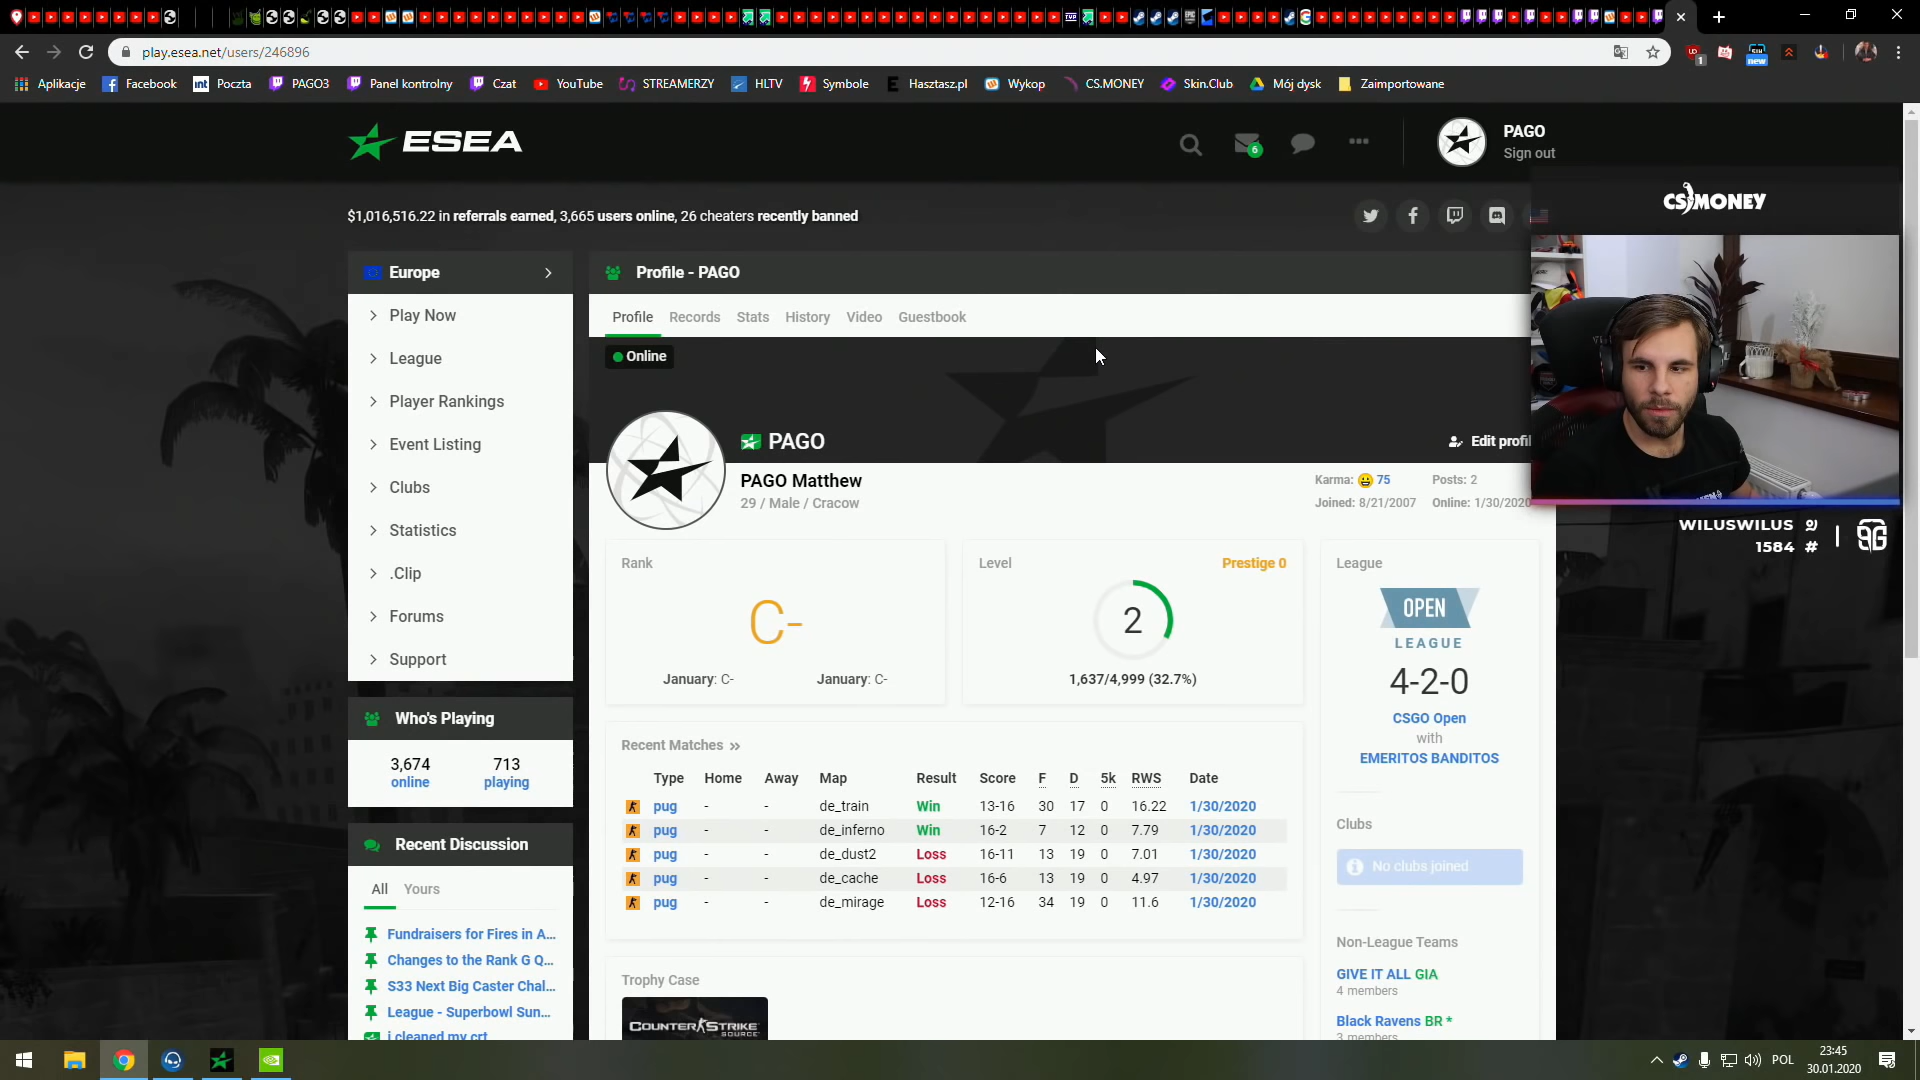 play.esea.net/users/246896
1
new
Aplikacje
Facebook
int Poczta
PAGO3
Panel kontrolny
Czat
YouTube
STREAMERZY
HLTV
Symbole
E Hasztasz.pl
Wykop
CS.MONEY
Skin.Club
Mój dysk
Zaimportowane
ESEA
6
PAGO
Sign out
$1,016,516.22 in referrals earned, 3,665 users online, 26 cheaters recently banned
CS MONEY
Europe
Play Now
League
Player Rankings
Event Listing
Clubs
Statistics
.Clip
Forums
Support
Who's Playing
3,674 713
online playing
Recent Discussion
All Yours
Fundraisers for Fires in A...
Changes to the Rank G Q...
S33 Next Big Caster Chal...
League - Superbowl Sun...
i cleaned my crt
Profile - PAGO
Profile Records Stats History Video Guestbook
Online
PAGO
Edit profil
PAGO Matthew
29 / Male / Cracow
Karma: 75 Posts: 2
Joined: 8/21/2007 Online: 1/30/2020
Rank
C-
January: C- January: C-
Level Prestige 0
2
1,637/4,999 (32.7%)
League
OPEN
LEAGUE
4-2-0
CSGO Open
with
EMERITOS BANDITOS
Clubs
No clubs joined
Non-League Teams
GIVE IT ALL GIA
4 members
Black Ravens BR *
3 members
Recent Matches »
Type Home Away Map Result Score F D 5k RWS Date
pug - - de_train Win 13-16 30 17 0 16.22 1/30/2020
pug - - de_inferno Win 16-2 7 12 0 7.79 1/30/2020
pug - - de_dust2 Loss 16-11 13 19 0 7.01 1/30/2020
pug - - de_cache Loss 16-6 13 19 0 4.97 1/30/2020
pug - - de_mirage Loss 12-16 34 19 0 11.6 1/30/2020
Trophy Case
COUNTER STRIKE
SOURCE
WILUSWILUS
1584 #
POL
23:45
30.01.2020